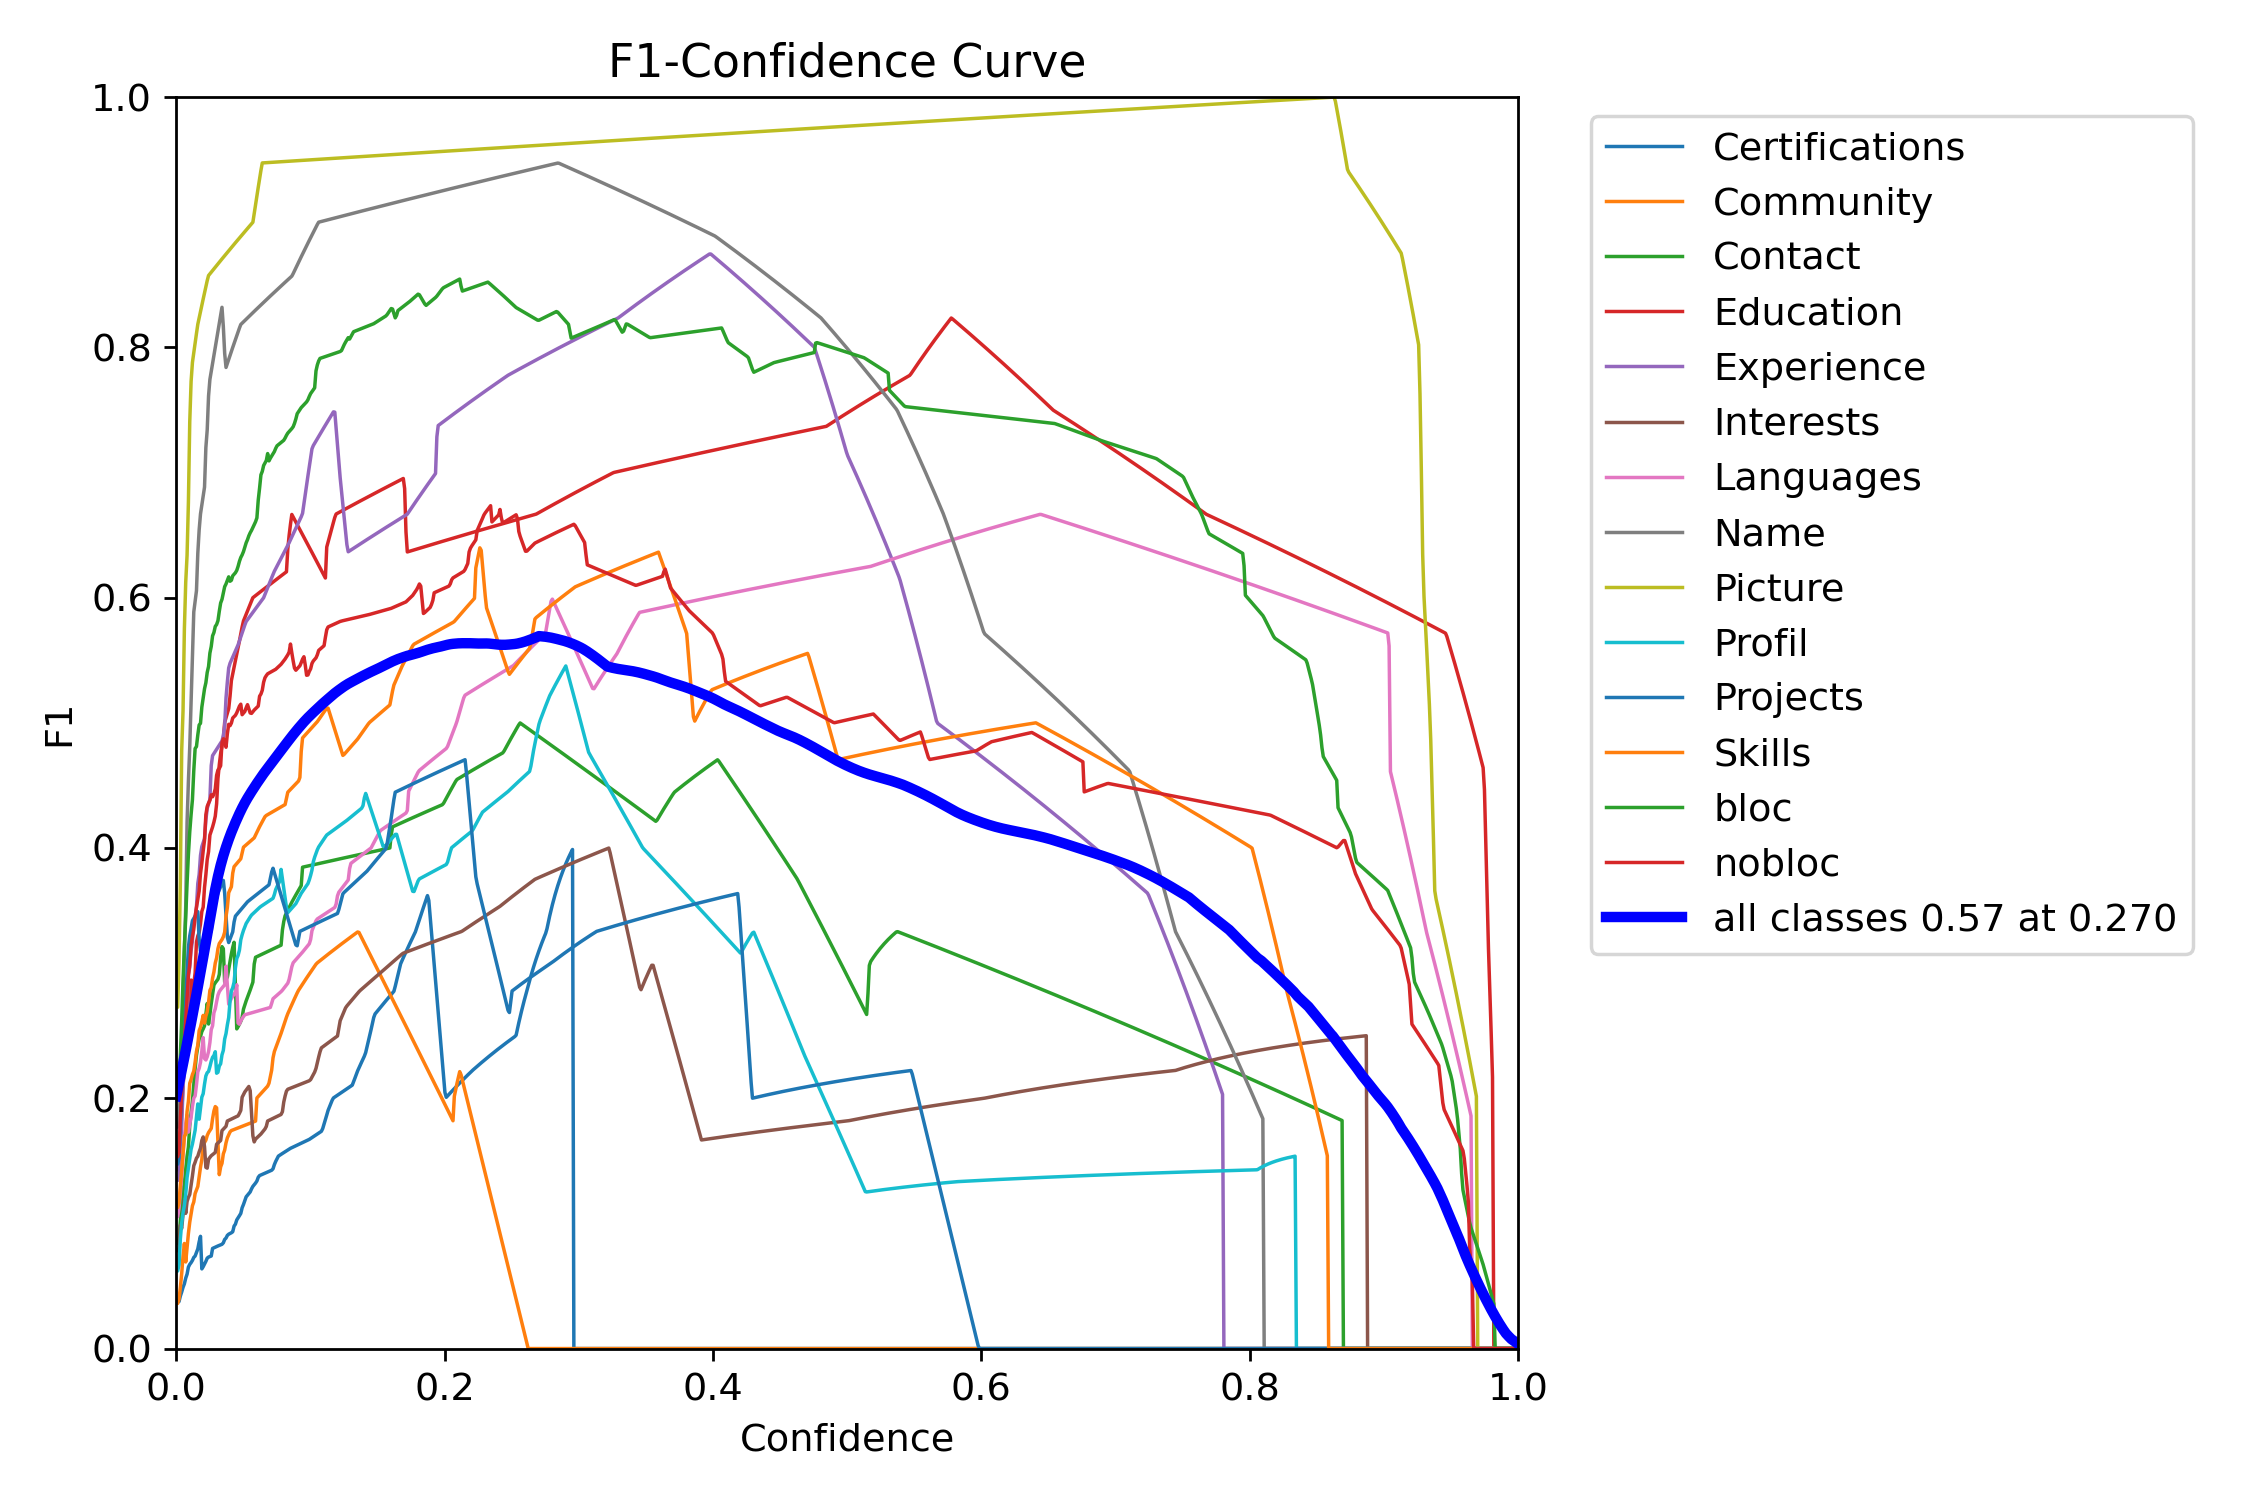 F1-Confidence Curve
1.0
0.8
0.6
0.4
0.2
0.0
F1
0.0 0.2 0.4 0.6 0.8 1.0
Confidence
Certifications
Community
Contact
Education
Experience
Interests
Languages
Name
Picture
Profil
Projects
Skills
bloc
nobloc
all classes 0.57 at 0.270